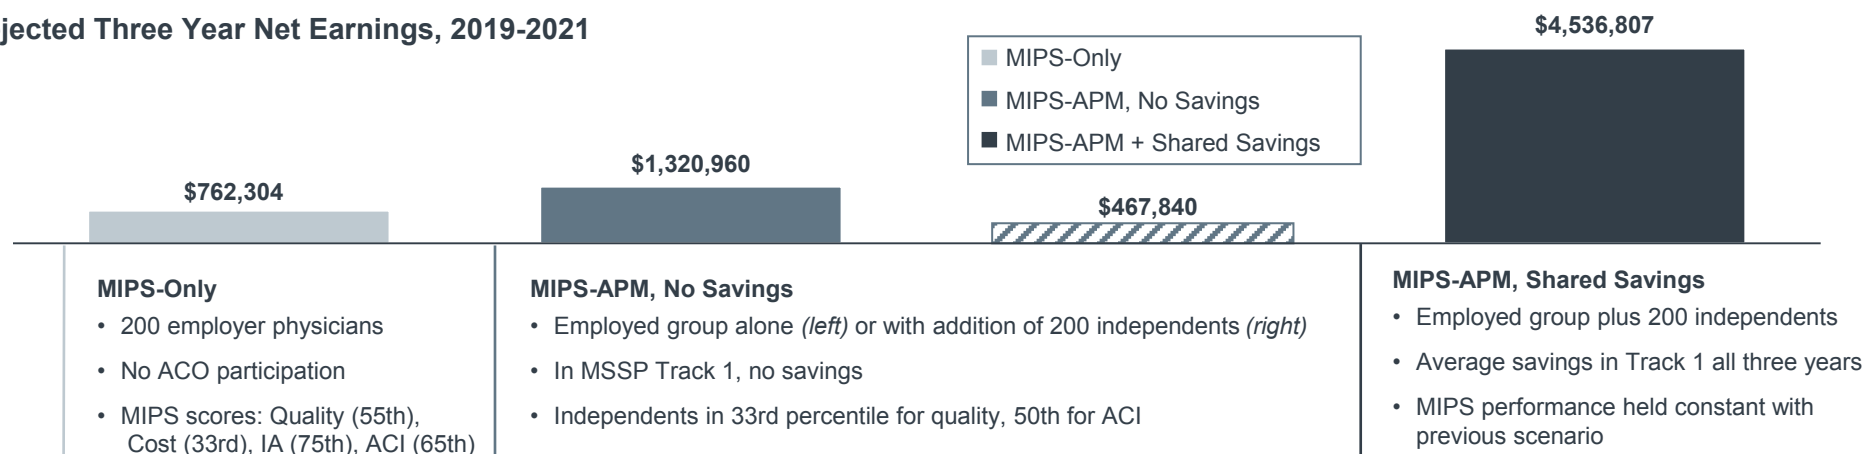 jected Three Year Net Earnings, 2019-2021
$4,536,807
MIPS-Only
MIPS-APM, No Savings
MIPS-APM + Shared Savings
$1,320,960
$762,304
$467,840
MIPS-Only
• 200 employer physicians
• No ACO participation
• MIPS scores: Quality (55th),
Cost (33rd), IA (75th), ACI (65th)
MIPS-APM, No Savings
• Employed group alone (left) or with addition of 200 independents (right)
• In MSSP Track 1, no savings
• Independents in 33rd percentile for quality, 50th for ACI
MIPS-APM, Shared Savings
• Employed group plus 200 independents
• Average savings in Track 1 all three years
• MIPS performance held constant with
previous scenario